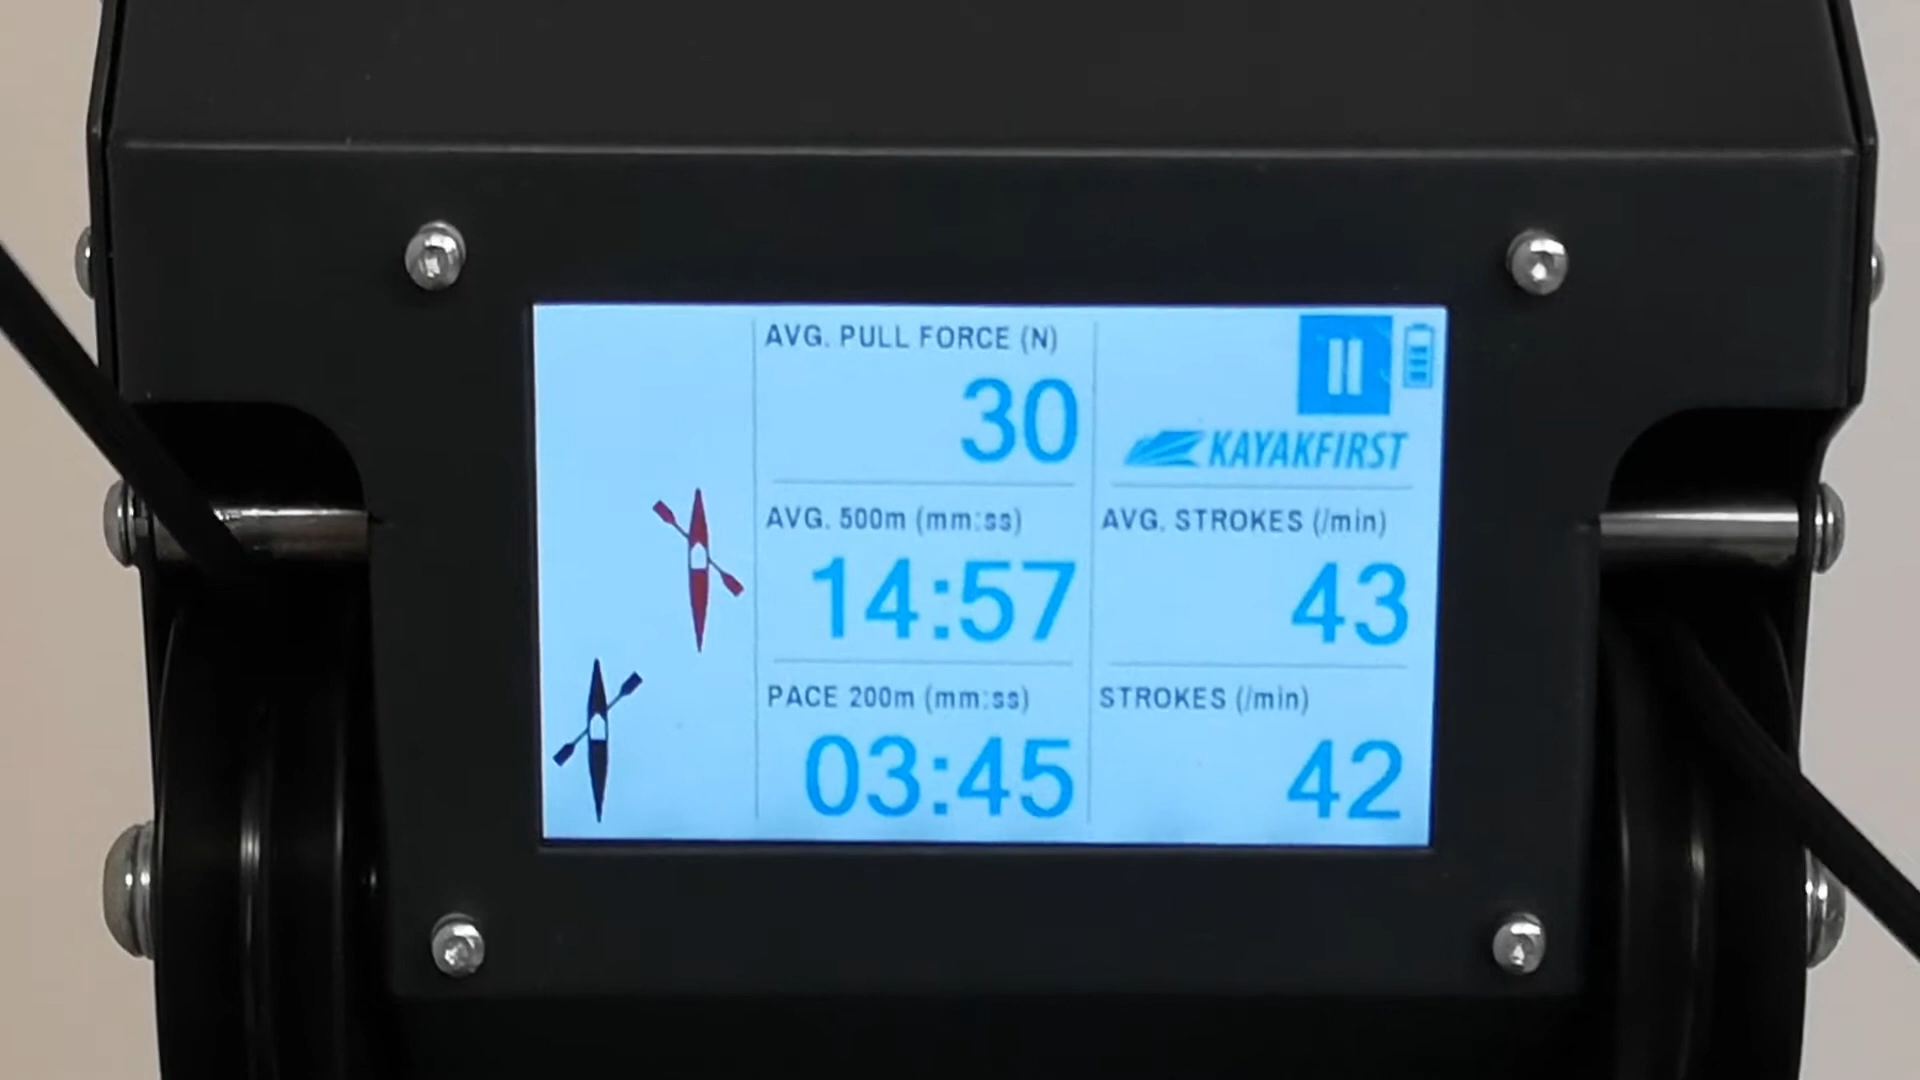 AVG. PULL FORCE (N)
30
KAYAKFIRST
AVG. 500m (mm:ss)
14:57
AVG. STROKES (/min)
43
PACE 200m (mm:ss)
03:45
STROKES (/min)
42